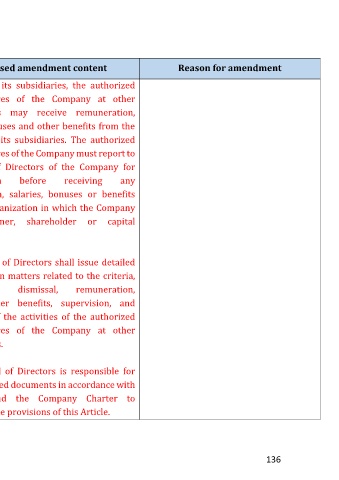 sed amendment content Reason for amendment
its subsidiaries, the authorized
es of the Company at other
may receive remuneration,
uses and other benefits from the
its subsidiaries. The authorized
es of the Company must report to
Directors of the Company for
before receiving any
, salaries, bonuses or benefits
anization in which the Company
ner, shareholder or capital
of Directors shall issue detailed
n matters related to the criteria,
dismissal, remuneration,
er benefits, supervision, and
the activities of the authorized
es of the Company at other
.
of Directors is responsible for
ed documents in accordance with
nd the Company Charter to
e provisions of this Article.
136